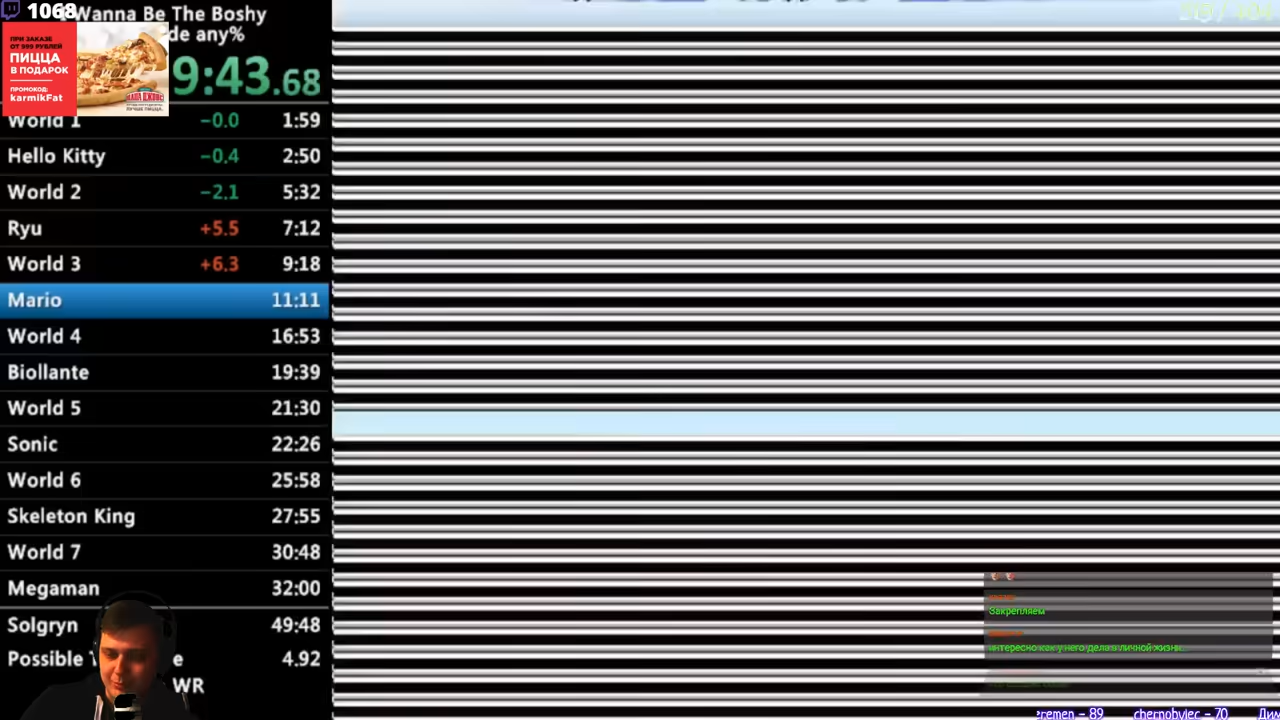 1068
Wanna Be The Boshy
de any%
ПРИ ЗАКАЗЕ
ОТ 999 РУБЛЕЙ
ПИЦЦА
В ПОДАРОК
ПРОМОКОД:
karmikFat
9:43.68
World 1 −0.0 1:59
Hello Kitty −0.4 2:50
World 2 −2.1 5:32
Ryu +5.5 7:12
World 3 +6.3 9:18
Mario 11:11
World 4 16:53
Biollante 19:39
World 5 21:30
Sonic 22:26
World 6 25:58
Skeleton King 27:55
World 7 30:48
Megaman 32:00
Solgryn 49:48
Possible 4.92
WR
Закрепляем
интересно как у него дела в личной жизни...
zremen - 89 chernobylec - 70 Дим